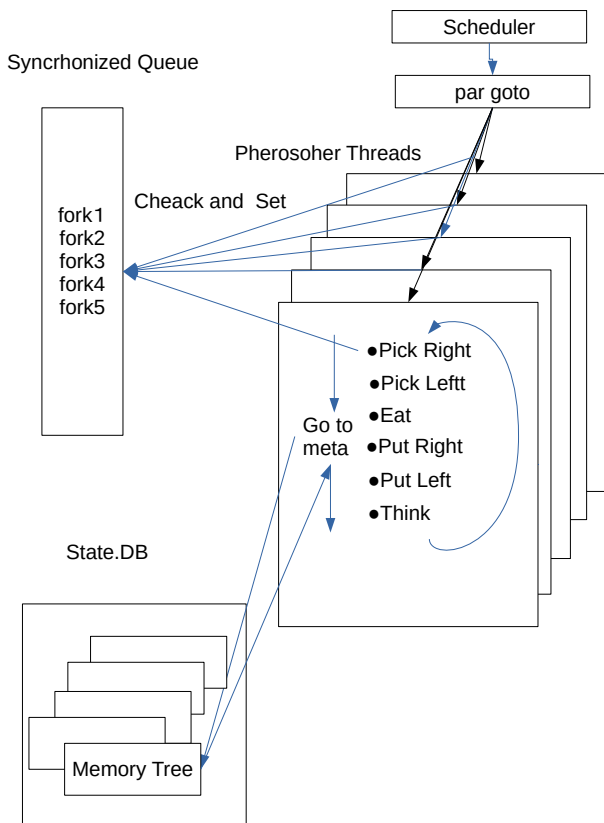 Scheduler
Syncrhonized Queue
par goto
Pherosoher Threads
Cheack and Set
fork1
fork2
fork3
fork4
fork5
●Pick Right
●Pick Leftt
●Eat
●Put Right
●Put Left
●Think
Go to
meta
State.DB
Memory Tree